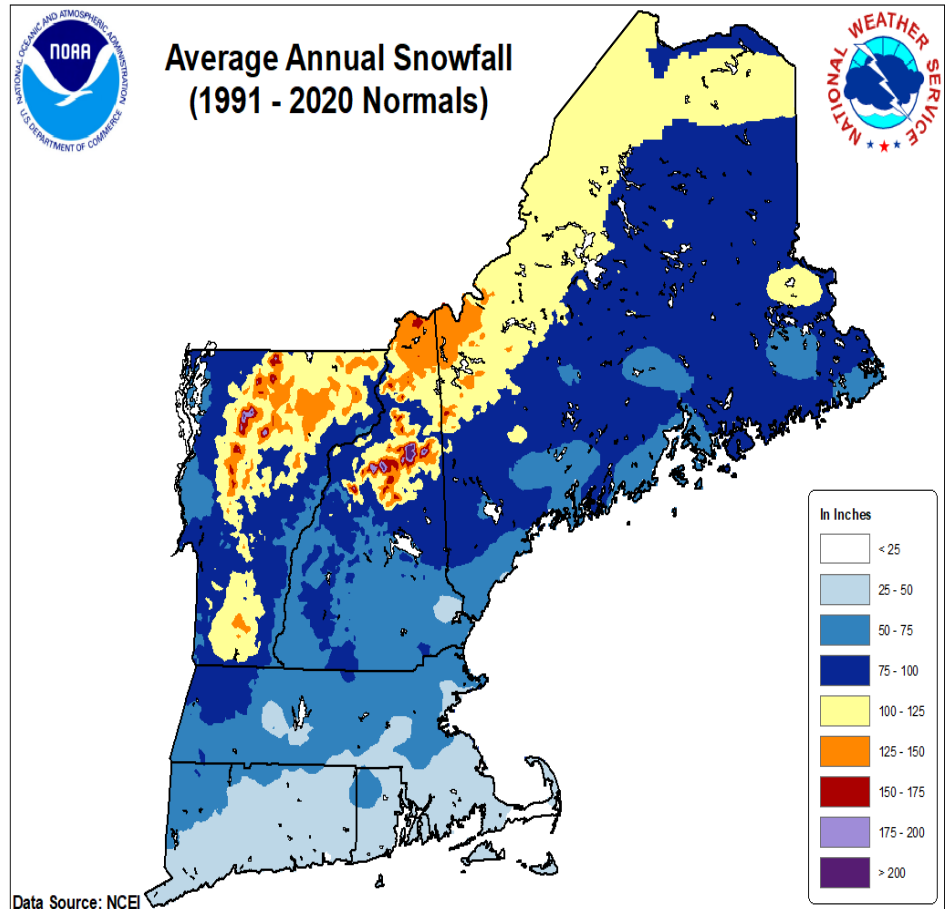 NATIONAL OCEANIC AND ATMOSPHERIC ADMINISTRATION
NOAA
U.S. DEPARTMENT OF COMMERCE
Average Annual Snowfall
(1991 - 2020 Normals)
NATIONAL WEATHER SERVICE
In Inches
< 25
25 - 50
50 - 75
75 - 100
100 - 125
125 - 150
150 - 175
175 - 200
> 200
Data Source: NCEI